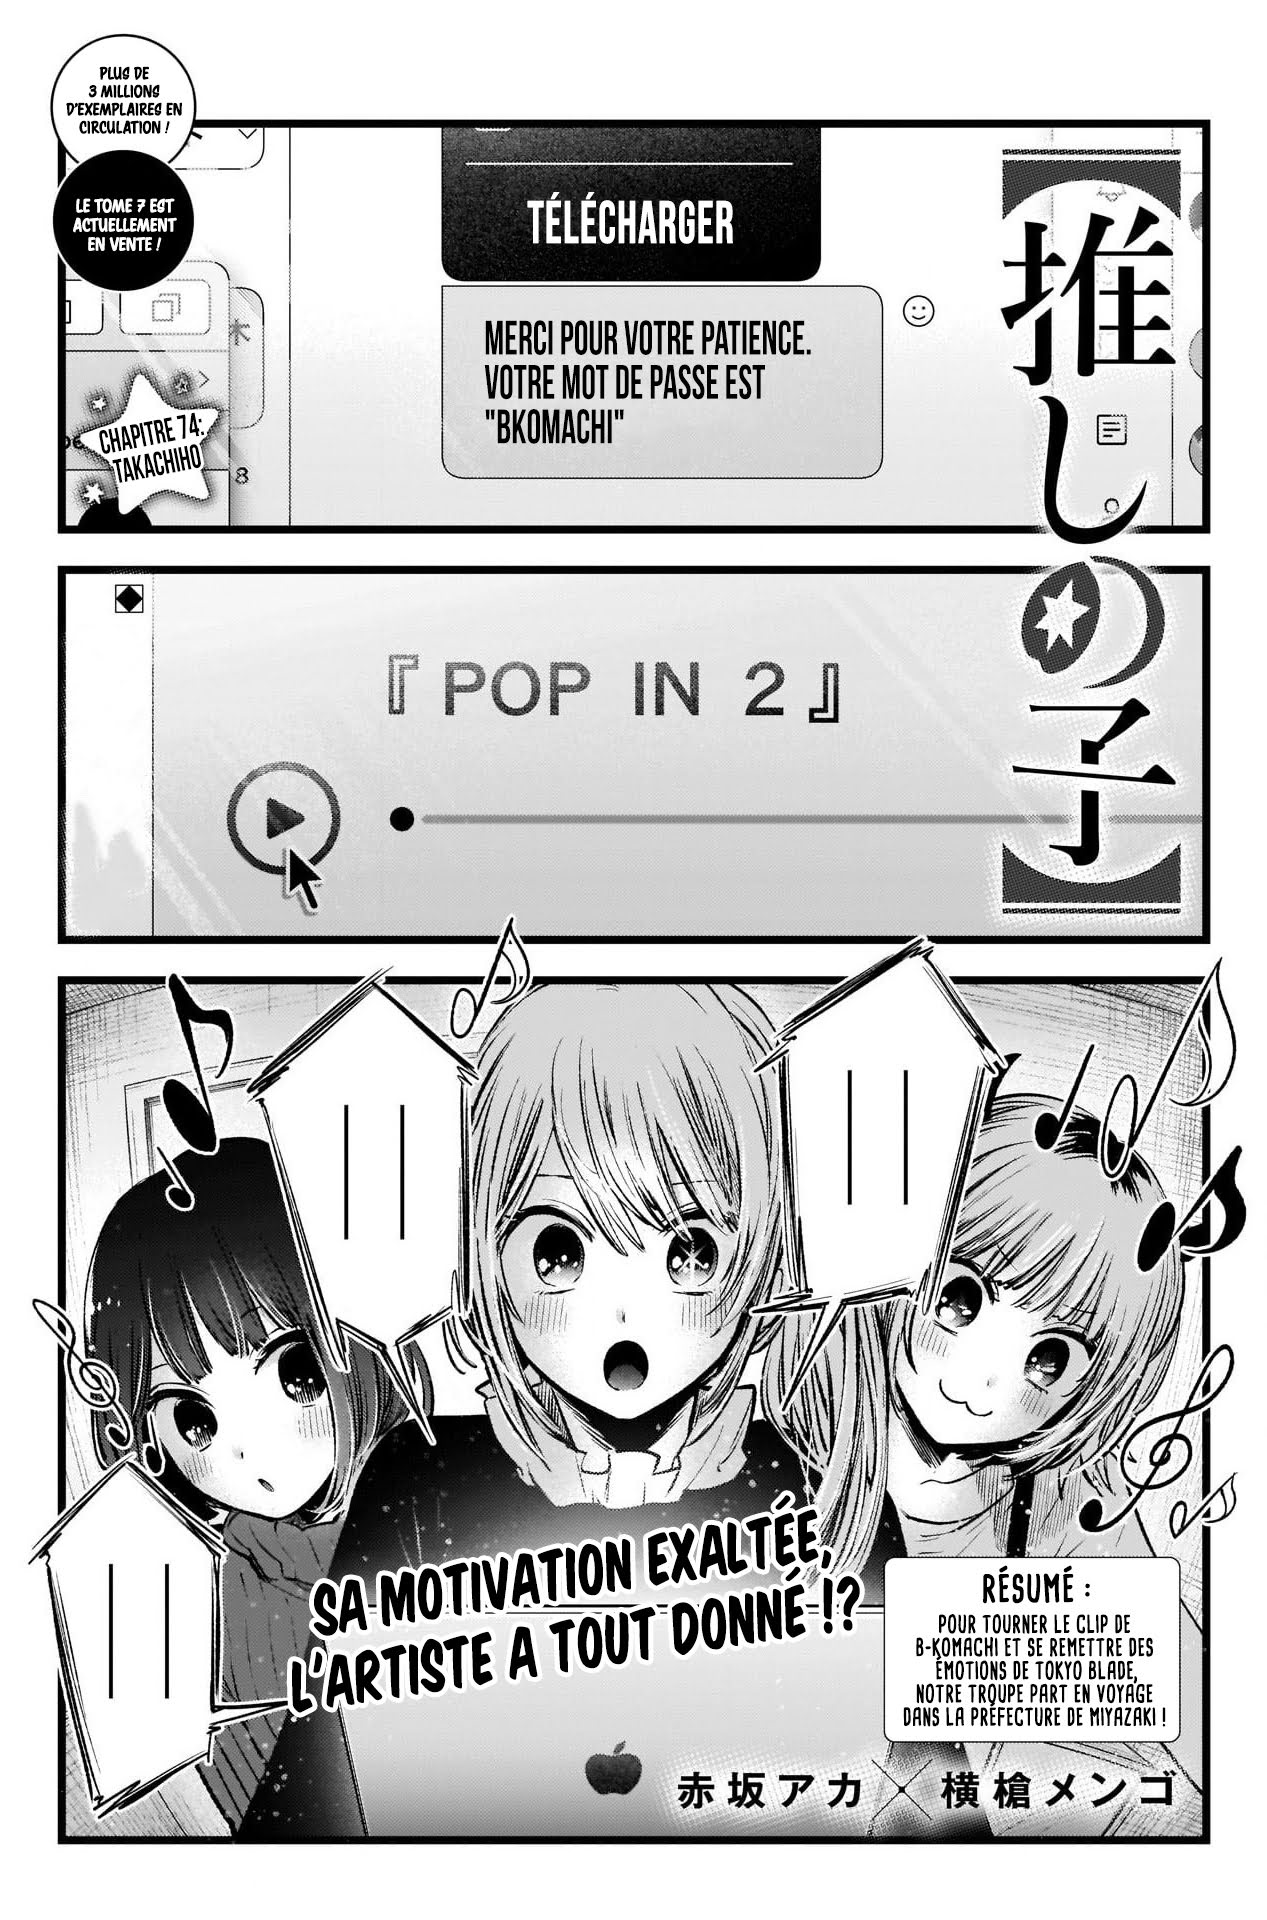 PLUS DE
3 MILLIONS
D'EXEMPLAIRES EN
CIRCULATION !
LE TOME 7 EST
ACTUELLEMENT
EN VENTE !
TÉLÉCHARGER
MERCI POUR VOTRE PATIENCE.
VOTRE MOT DE PASSE EST
"BKOMACHI"
【推しの子】
CHAPITRE 74:
TAKACHIHO
8
『POP IN 2』
SA MOTIVATION EXALTÉE,
L'ARTISTE A TOUT DONNÉ !?
RÉSUMÉ :
POUR TOURNER LE CLIP DE
B-KOMACHI ET SE REMETTRE DES
ÉMOTIONS DE TOKYO BLADE,
NOTRE TROUPE PART EN VOYAGE
DANS LA PRÉFECTURE DE MIYAZAKI !
赤坂アカ×横槍メンゴ